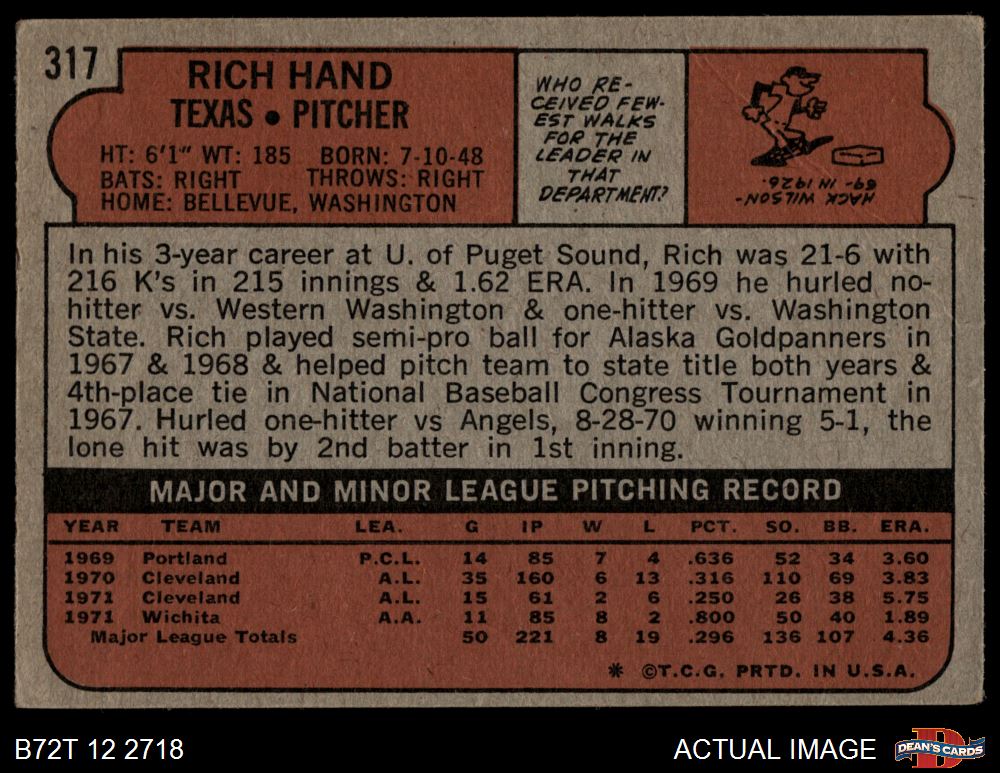 317
RICH HAND
TEXAS • PITCHER
HT: 6'1" WT: 185 BORN: 7-10-48
BATS: RIGHT THROWS: RIGHT
HOME: BELLEVUE, WASHINGTON
WHO RE-
CEIVED FEW-
EST WALKS
FOR THE
LEADER IN
THAT
DEPARTMENT?
HACK WILSON-
69 IN 1926.
In his 3-year career at U. of Puget Sound, Rich was 21-6 with
216 K's in 215 innings & 1.62 ERA. In 1969 he hurled no-
hitter vs. Western Washington & one-hitter vs. Washington
State. Rich played semi-pro ball for Alaska Goldpanners in
1967 & 1968 & helped pitch team to state title both years &
4th-place tie in National Baseball Congress Tournament in
1967. Hurled one-hitter vs Angels, 8-28-70 winning 5-1, the
lone hit was by 2nd batter in 1st inning.
MAJOR AND MINOR LEAGUE PITCHING RECORD
YEAR TEAM LEA. G IP W L PCT. SO. BB. ERA.
1969 Portland P.C.L. 14 85 7 4 .636 52 34 3.60
1970 Cleveland A.L. 35 160 6 13 .316 110 69 3.83
1971 Cleveland A.L. 15 61 2 6 .250 26 38 5.75
1971 Wichita A.A. 11 85 8 2 .800 50 40 1.89
Major League Totals 50 221 8 19 .296 136 107 4.36
* ©T.C.G. PRTD. IN U.S.A.
B72T 12 2718
ACTUAL IMAGE
D
DEAN'S CARDS